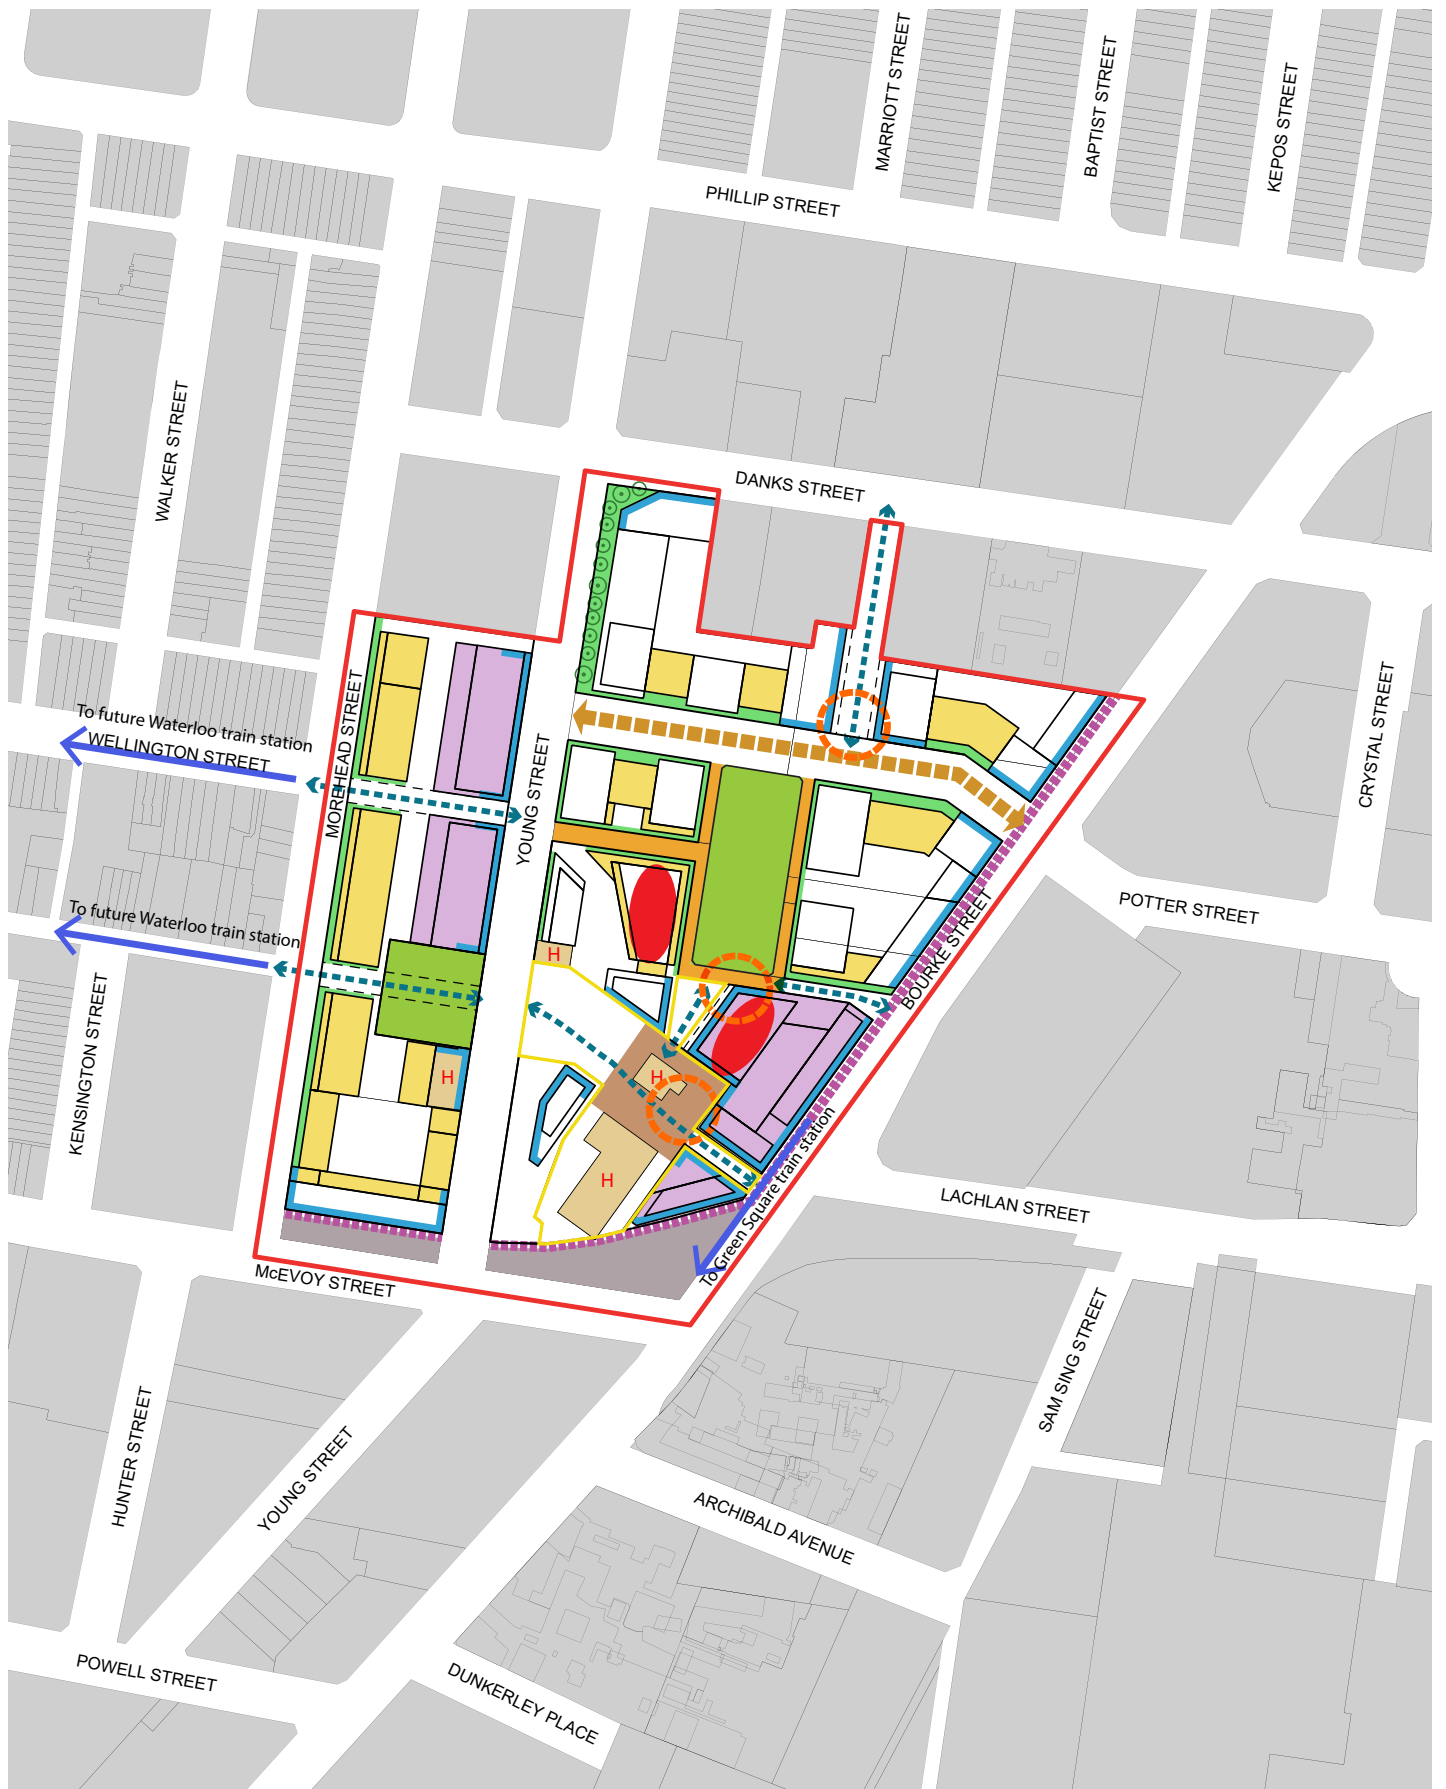 MARRIOTT STREET
BAPTIST STREET
KEPOS STREET
PHILLIP STREET
WALKER STREET
DANKS STREET
MOREHEAD STREET
To future Waterloo train station
WELLINGTON STREET
YOUNG STREET
CRYSTAL STREET
To future Waterloo train station
POTTER STREET
BOURKE STREET
KENSINGTON STREET
H
H
H
H
To Green Square train station
LACHLAN STREET
McEVOY STREET
SAM SING STREET
HUNTER STREET
YOUNG STREET
ARCHIBALD AVENUE
POWELL STREET
DUNKERLEY PLACE